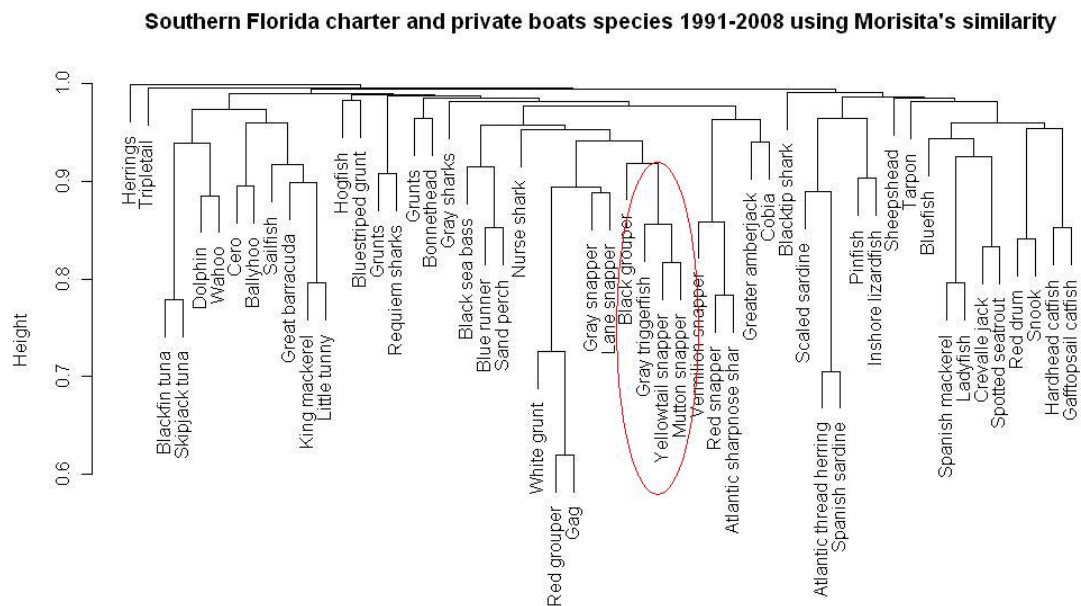 Southern Florida charter and private boats species 1991-2008 using Morisita's similarity
Height
1.0
0.9
0.8
0.7
0.6
Herrings
Tripletail
Blackfin tuna
Skipjack tuna
Dolphin
Wahoo
Cero
Ballyhoo
Sailfish
Great barracuda
King mackerel
Little tunny
Hogfish
Bluestriped grunt
Grunts
Requiem sharks
Grunts
Bonnethead
Gray sharks
Black sea bass
Blue runner
Sand perch
Nurse shark
White grunt
Red grouper
Gag
Gray snapper
Lane snapper
Black grouper
Gray triggerfish
Yellowtail snapper
Mutton snapper
Vermilion snapper
Red snapper
Atlantic sharpnose shar
Greater amberjack
Cobia
Blacktip shark
Scaled sardine
Atlantic thread herring
Spanish sardine
Pinfish
Inshore lizardfish
Sheepshead
Tarpon
Bluefish
Spanish mackerel
Ladyfish
Crevalle jack
Spotted seatrout
Red drum
Snook
Hardhead catfish
Gafftopsail catfish